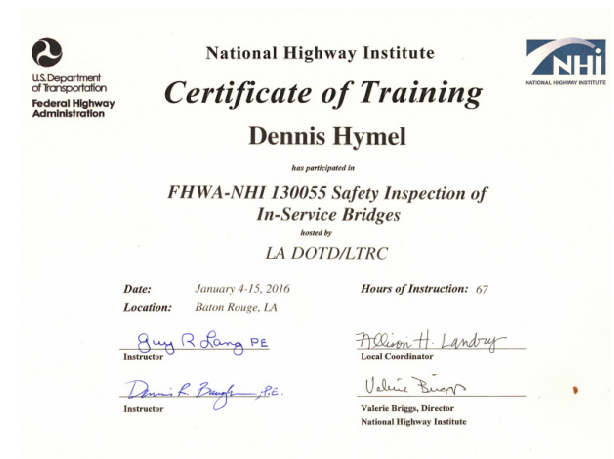 U.S. Department
of Transportation
Federal Highway
Administration
National Highway Institute
NHi
NATIONAL HIGHWAY INSTITUTE
Certificate of Training
Dennis Hymel
has participated in
FHWA-NHI 130055 Safety Inspection of
In-Service Bridges
hosted by
LA DOTD/LTRC
Date: January 4-15, 2016
Hours of Instruction: 67
Location: Baton Rouge, LA
Guy R Lang PE
Instructor
Allison H. Landry
Local Coordinator
Dennis R. P.E.
Instructor
Valerie Briggs
Valerie Briggs, Director
National Highway Institute